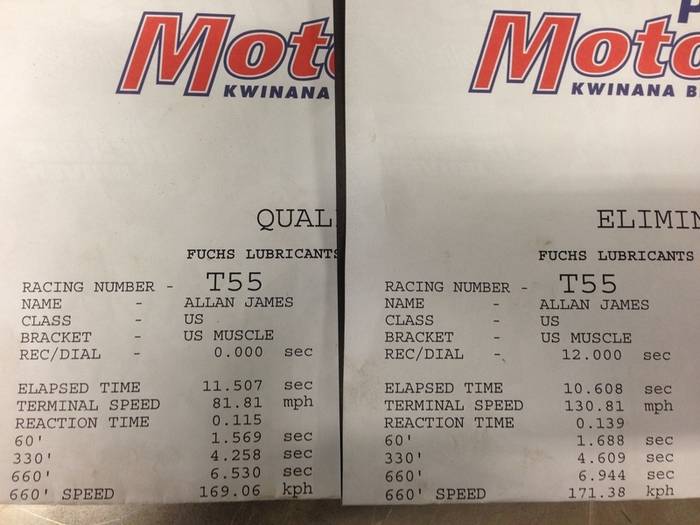 Moto
KWINANA
QUAL
FUCHS LUBRICANTS
RACING NUMBER - T55
NAME - ALLAN JAMES
CLASS - US
BRACKET - US MUSCLE
REC/DIAL - 0.000 sec
ELAPSED TIME 11.507 sec
TERMINAL SPEED 81.81 mph
REACTION TIME 0.115
60' 1.569 sec
330' 4.258 sec
660' 6.530 sec
660' SPEED 169.06 kph
P
Moto
KWINANA B
ELIMIN
FUCHS LUBRICANTS
RACING NUMBER - T55
NAME - ALLAN JAMES
CLASS - US
BRACKET - US MUSCLE
REC/DIAL - 12.000 sec
ELAPSED TIME 10.608 sec
TERMINAL SPEED 130.81 mph
REACTION TIME 0.139
60' 1.688 sec
330' 4.609 sec
660' 6.944 sec
660' SPEED 171.38 kph